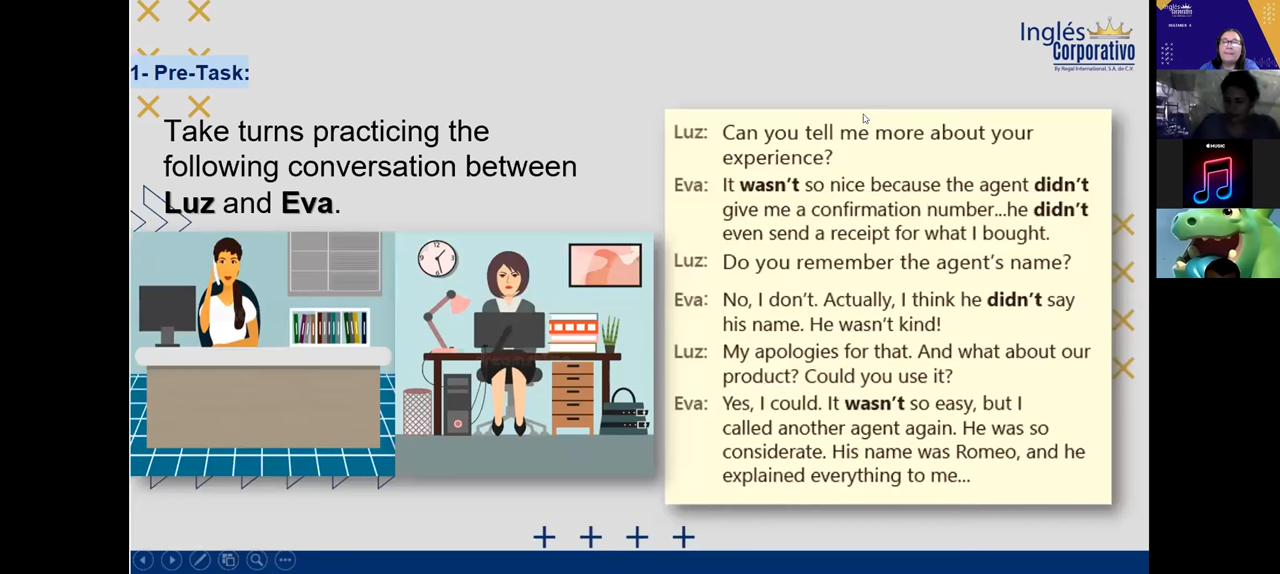 1- Pre-Task:
Take turns practicing the
following conversation between
Luz and Eva.
Inglés
Corporativo
By Regal International, S.A. de C.V.
Luz: Can you tell me more about your
experience?
Eva: It wasn't so nice because the agent didn't
give me a confirmation number...he didn't
even send a receipt for what I bought.
Luz: Do you remember the agent's name?
Eva: No, I don't. Actually, I think he didn't say
his name. He wasn't kind!
Luz: My apologies for that. And what about our
product? Could you use it?
Eva: Yes, I could. It wasn't so easy, but I
called another agent again. He was so
considerate. His name was Romeo, and he
explained everything to me...
Inglés
Corporativo
MUSIC